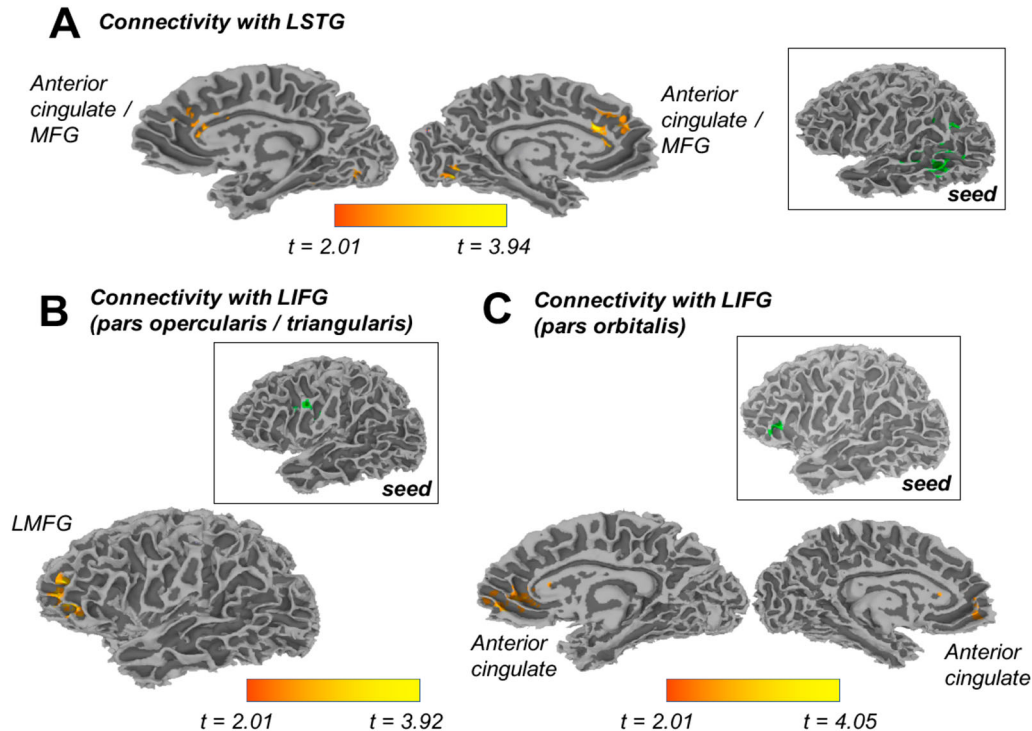 A Connectivity with LSTG
Anterior
cingulate /
MFG
Anterior
cingulate /
MFG
seed
t = 2.01
t = 3.94
B Connectivity with LIFG
(pars opercularis / triangularis)
seed
LMFG
t = 2.01
t = 3.92
C Connectivity with LIFG
(pars orbitalis)
seed
Anterior
cingulate
Anterior
cingulate
t = 2.01
t = 4.05